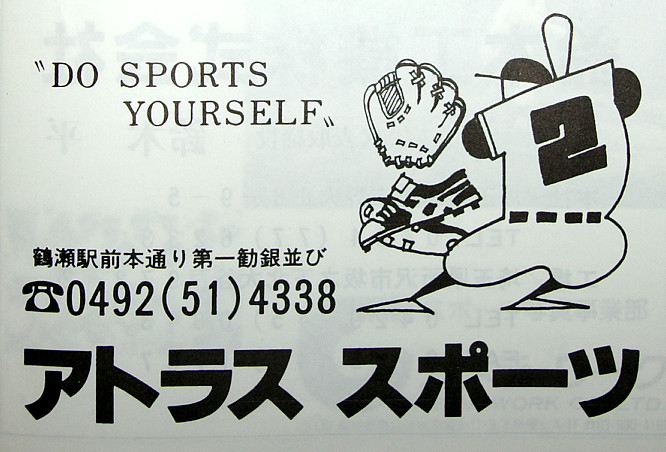 〝DO SPORTS
YOURSELF〟
2
鶴瀬駅前本通り第一勧銀並び
☎0492(51)4338
アトラス スポーツ